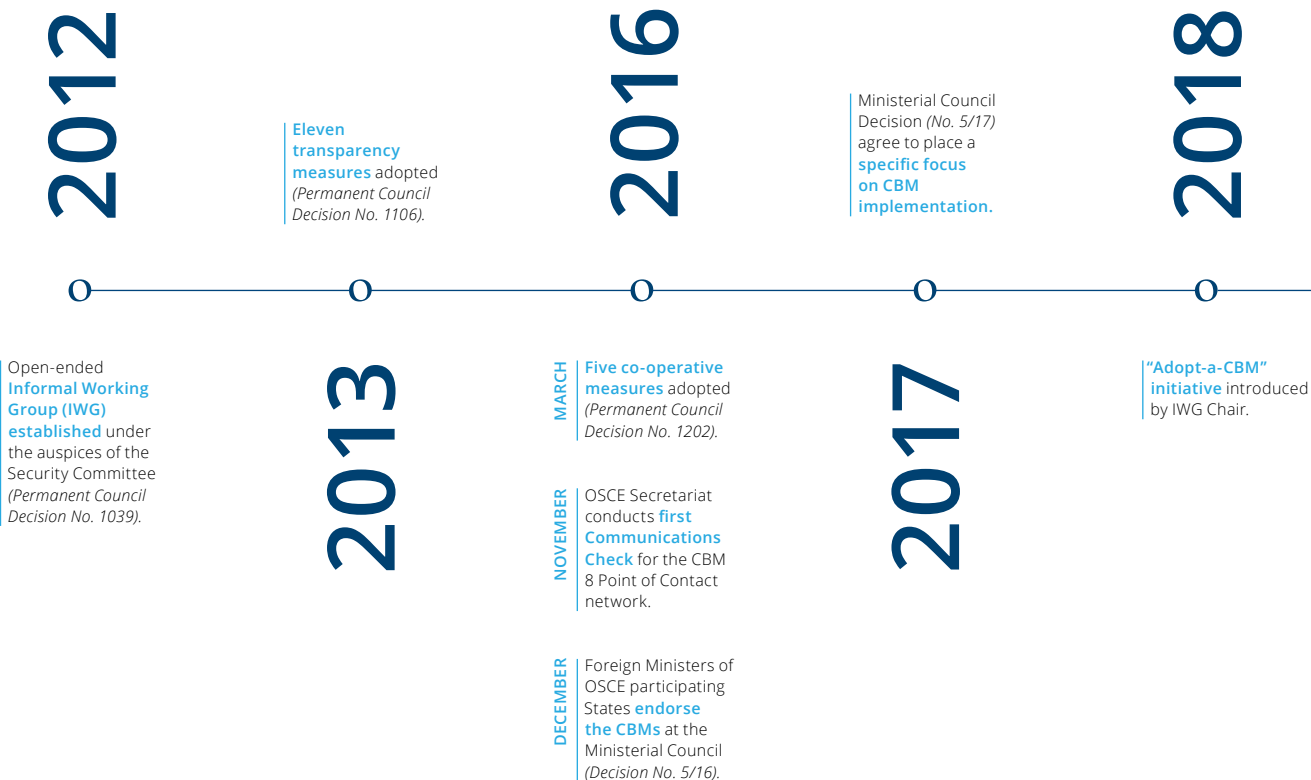 2012
Open-ended
Informal Working
Group (IWG)
established under
the auspices of the
Security Committee
(Permanent Council
Decision No. 1039).
Eleven
transparency
measures adopted
(Permanent Council
Decision No. 1106).
2013
2016
MARCH
Five co-operative
measures adopted
(Permanent Council
Decision No. 1202).
NOVEMBER
OSCE Secretariat
conducts first
Communications
Check for the CBM
8 Point of Contact
network.
DECEMBER
Foreign Ministers of
OSCE participating
States endorse
the CBMs at the
Ministerial Council
(Decision No. 5/16).
Ministerial Council
Decision (No. 5/17)
agree to place a
specific focus
on CBM
implementation.
2017
2018
“Adopt-a-CBM”
initiative introduced
by IWG Chair.